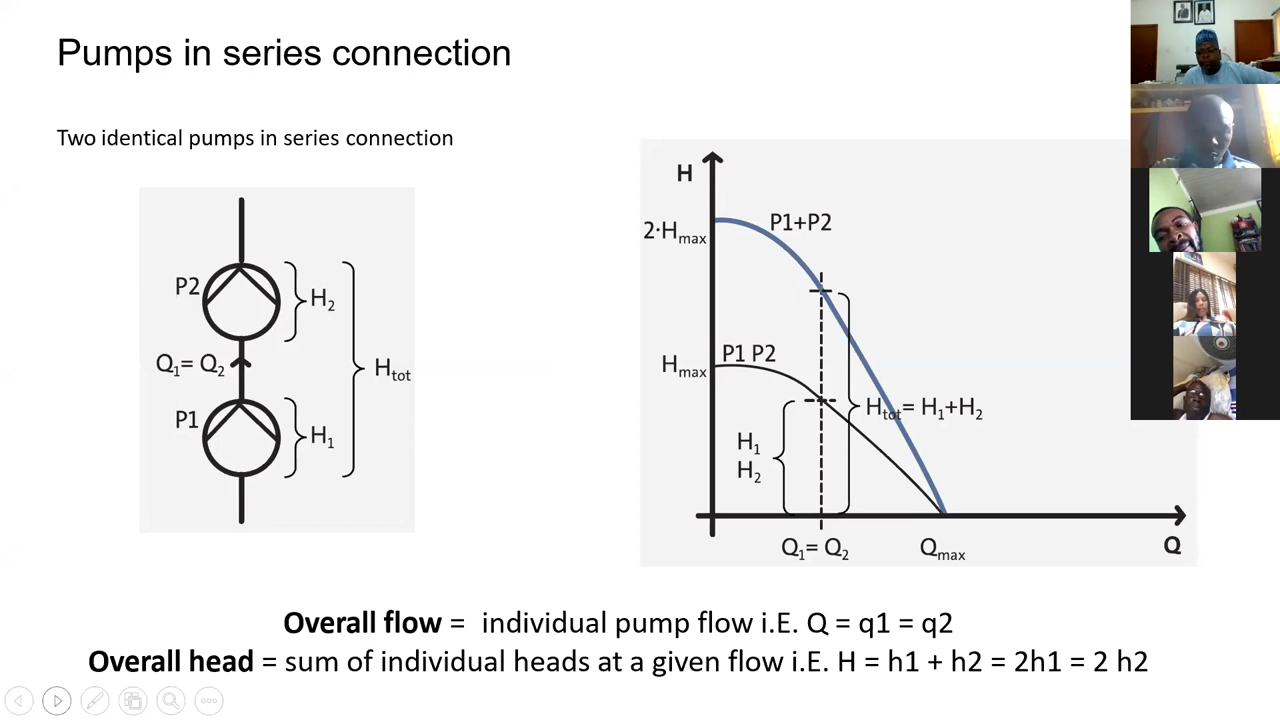 Pumps in series connection
Two identical pumps in series connection
P2
H2
Q1= Q2
Htot
P1
H1
H
2·Hmax
P1+P2
Hmax
P1 P2
Htot= H1+H2
H1
H2
Q1= Q2
Qmax
Q
Overall flow = individual pump flow i.E. Q = q1 = q2
Overall head = sum of individual heads at a given flow i.E. H = h1 + h2 = 2h1 = 2 h2